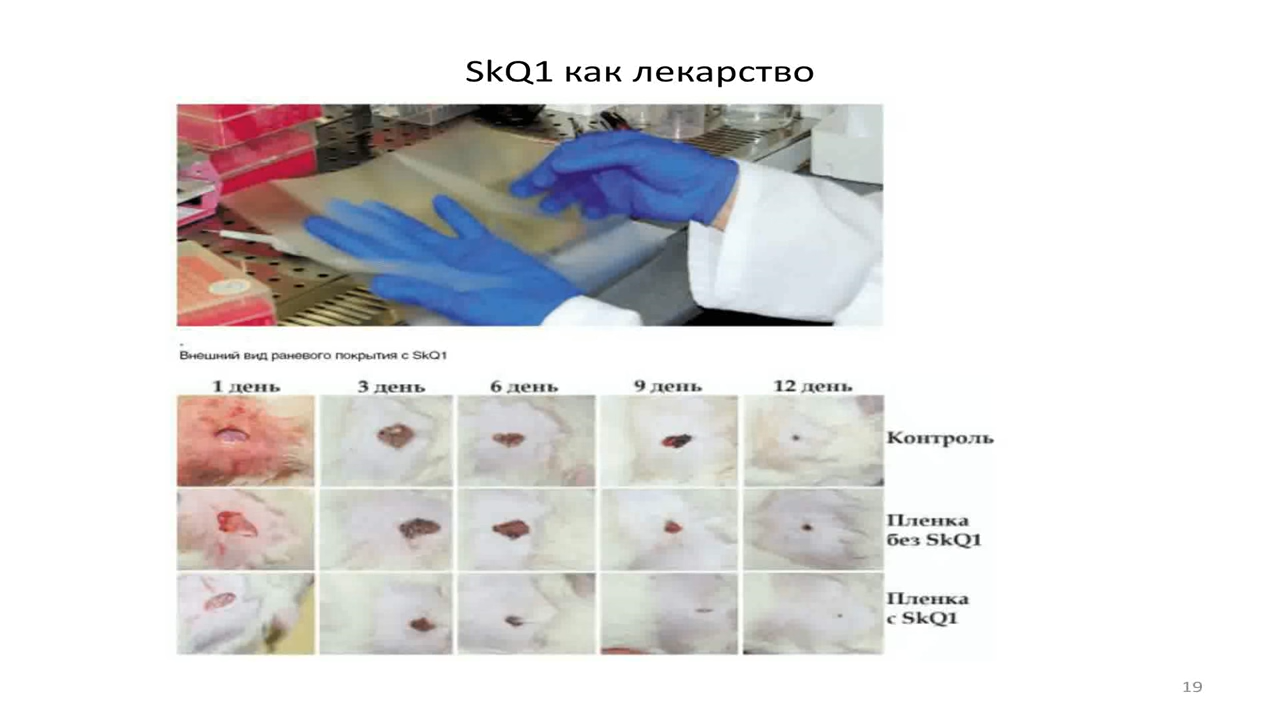 SkQ1 как лекарство
Внешний вид раневого покрытия с SkQ1
1 день 3 день 6 день 9 день 12 день
Контроль
Пленка
без SkQ1
Пленка
с SkQ1
19